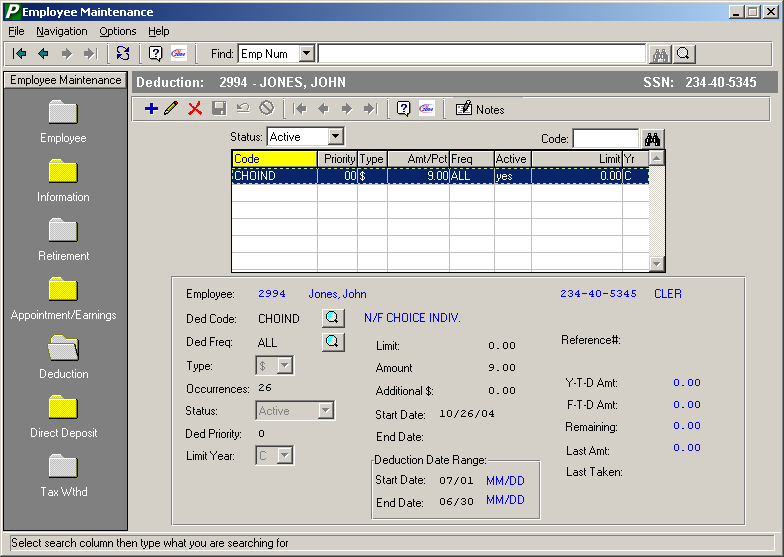 Employee Maintenance
File Navigation Options Help
Find: Emp Num
Employee Maintenance
Deduction: 2994 - JONES, JOHN SSN: 234-40-5345
Notes
Status: Active Code:
Code Priority Type Amt/Pct Freq Active Limit Yr
CHOIND 00 $ 9.00 ALL yes 0.00 C
Employee
Information
Retirement
Appointment/Earnings
Deduction
Direct Deposit
Tax Wthd
Employee: 2994 Jones, John 234-40-5345 CLER
Ded Code: CHOIND N/F CHOICE INDIV.
Ded Freq: ALL
Type: $
Occurrences: 26
Status: Active
Ded Priority: 0
Limit Year: C
Limit: 0.00
Amount 9.00
Additional $: 0.00
Start Date: 10/26/04
End Date:
Deduction Date Range:
Start Date: 07/01 MM/DD
End Date: 06/30 MM/DD
Reference#:
Y-T-D Amt: 0.00
F-T-D Amt: 0.00
Remaining: 0.00
Last Amt: 0.00
Last Taken:
Select search column then type what you are searching for